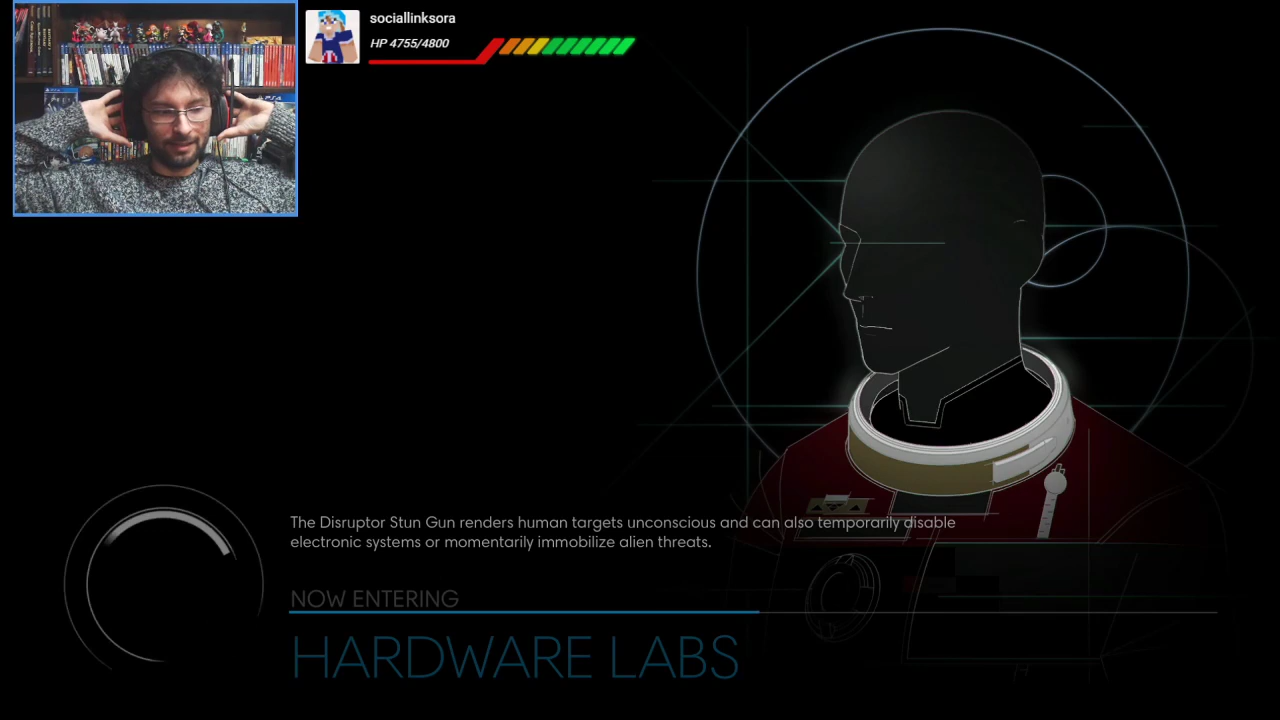 sociallinksora
HP 4755/4800
The Disruptor Stun Gun renders human targets unconscious and can also temporarily disable
electronic systems or momentarily immobilize alien threats.
NOW ENTERING
HARDWARE LABS